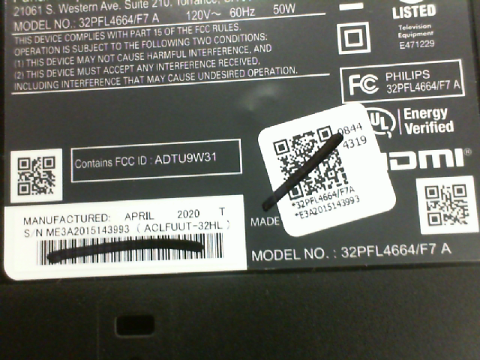 21061 S. Western Ave. Suite 210, Torrance,
MODEL NO.: 32PFL4664/F7 A 120V~ 60Hz 50W
THIS DEVICE COMPLIES WITH PART 15 OF THE FCC RULES.
OPERATION IS SUBJECT TO THE FOLLOWING TWO CONDITIONS:
(1) THIS DEVICE MAY NOT CAUSE HARMFUL INTERFERENCE, AND
(2) THIS DEVICE MUST ACCEPT ANY INTERFERENCE RECEIVED,
INCLUDING INTERFERENCE THAT MAY CAUSE UNDESIRED OPERATION.
LISTED
Television
Equipment
E471229
FC PHILIPS
32PFL4664/F7 A
UL Energy
Verified
HDMI®
Contains FCC ID : ADTU9W31
0844
4319
*32PFL4664/F7A
*E3A2015143993
MADE
MANUFACTURED: APRIL 2020 T
S/N ME3A2015143993 ( ACLFUUT-32HL )
MODEL NO. : 32PFL4664/F7 A